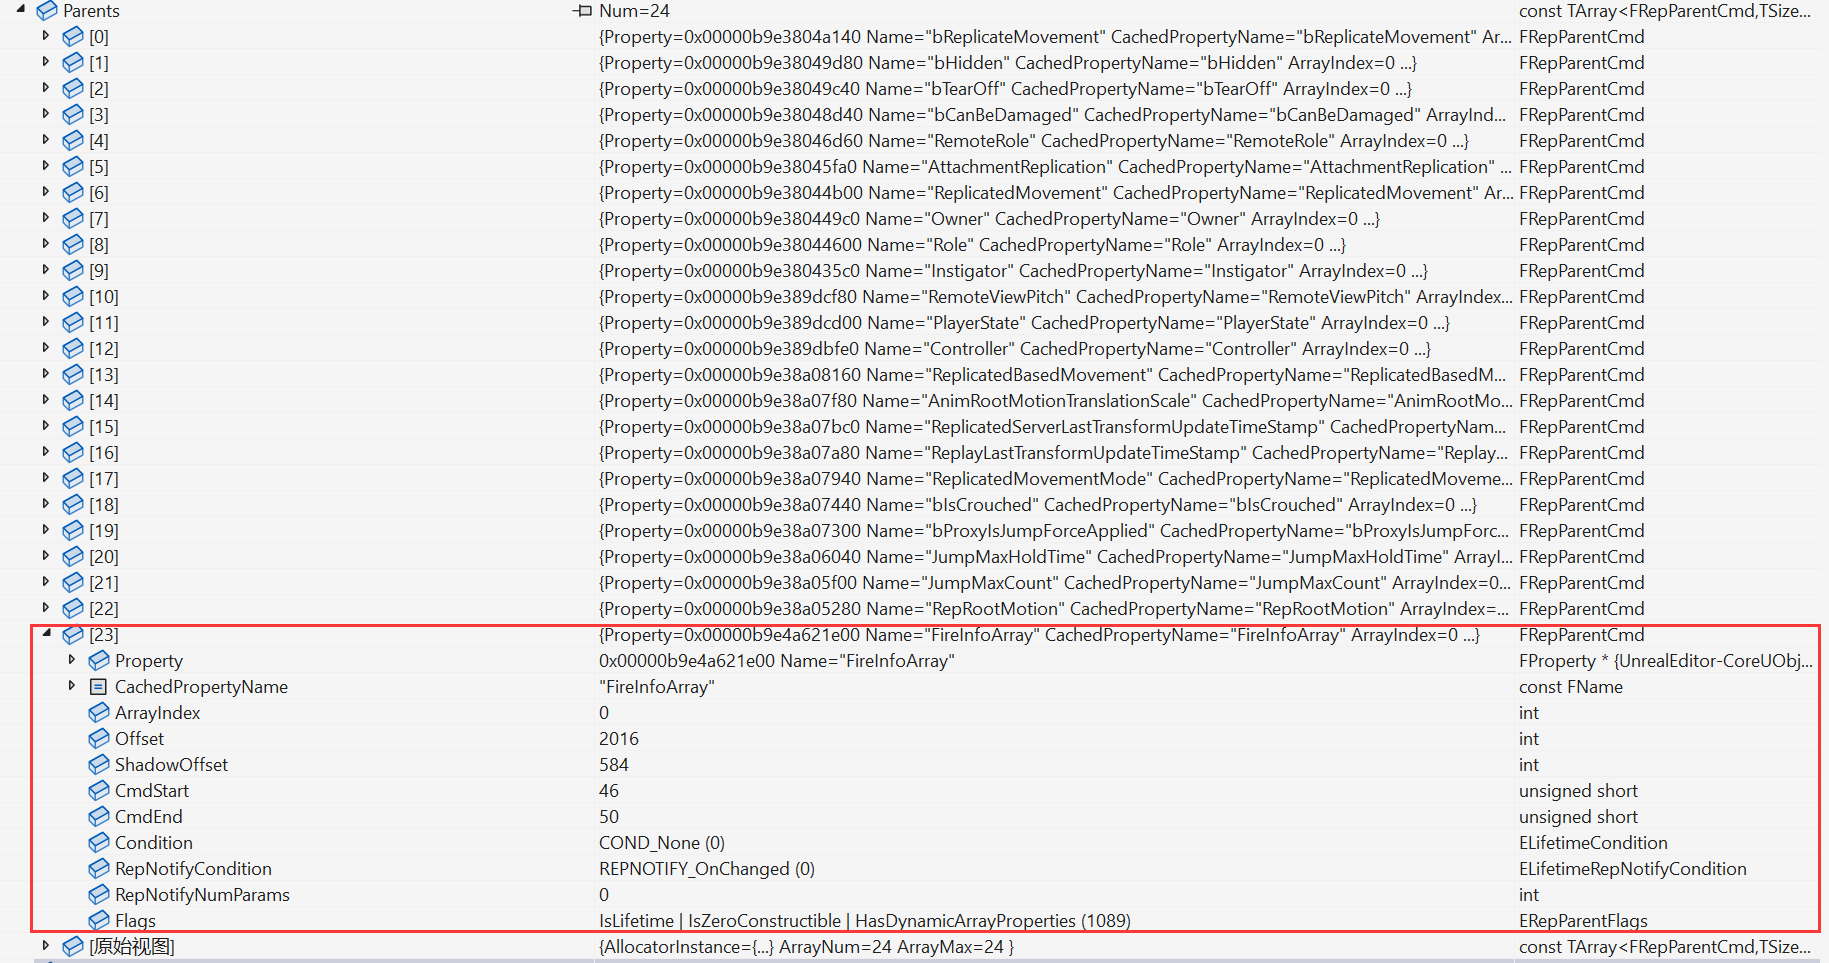 Parents Num=24 const TArray<FRepParentCmd,TSize...
[0] {Property=0x00000b9e3804a140 Name="bReplicateMovement" CachedPropertyName="bReplicateMovement" Ar... FRepParentCmd
[1] {Property=0x00000b9e38049d80 Name="bHidden" CachedPropertyName="bHidden" ArrayIndex=0 ...} FRepParentCmd
[2] {Property=0x00000b9e38049c40 Name="bTearOff" CachedPropertyName="bTearOff" ArrayIndex=0 ...} FRepParentCmd
[3] {Property=0x00000b9e38048d40 Name="bCanBeDamaged" CachedPropertyName="bCanBeDamaged" ArrayInd... FRepParentCmd
[4] {Property=0x00000b9e38046d60 Name="RemoteRole" CachedPropertyName="RemoteRole" ArrayIndex=0 ...} FRepParentCmd
[5] {Property=0x00000b9e38045fa0 Name="AttachmentReplication" CachedPropertyName="AttachmentReplication" ... FRepParentCmd
[6] {Property=0x00000b9e38044b00 Name="ReplicatedMovement" CachedPropertyName="ReplicatedMovement" Ar... FRepParentCmd
[7] {Property=0x00000b9e380449c0 Name="Owner" CachedPropertyName="Owner" ArrayIndex=0 ...} FRepParentCmd
[8] {Property=0x00000b9e38044600 Name="Role" CachedPropertyName="Role" ArrayIndex=0 ...} FRepParentCmd
[9] {Property=0x00000b9e380435c0 Name="Instigator" CachedPropertyName="Instigator" ArrayIndex=0 ...} FRepParentCmd
[10] {Property=0x00000b9e389dcf80 Name="RemoteViewPitch" CachedPropertyName="RemoteViewPitch" ArrayIndex... FRepParentCmd
[11] {Property=0x00000b9e389dcd00 Name="PlayerState" CachedPropertyName="PlayerState" ArrayIndex=0 ...} FRepParentCmd
[12] {Property=0x00000b9e389dbfe0 Name="Controller" CachedPropertyName="Controller" ArrayIndex=0 ...} FRepParentCmd
[13] {Property=0x00000b9e38a08160 Name="ReplicatedBasedMovement" CachedPropertyName="ReplicatedBasedM... FRepParentCmd
[14] {Property=0x00000b9e38a07f80 Name="AnimRootMotionTranslationScale" CachedPropertyName="AnimRootMo... FRepParentCmd
[15] {Property=0x00000b9e38a07bc0 Name="ReplicatedServerLastTransformUpdateTimeStamp" CachedPropertyNam... FRepParentCmd
[16] {Property=0x00000b9e38a07a80 Name="ReplayLastTransformUpdateTimeStamp" CachedPropertyName="Replay... FRepParentCmd
[17] {Property=0x00000b9e38a07940 Name="ReplicatedMovementMode" CachedPropertyName="ReplicatedMoveme... FRepParentCmd
[18] {Property=0x00000b9e38a07440 Name="bIsCrouched" CachedPropertyName="bIsCrouched" ArrayIndex=0 ...} FRepParentCmd
[19] {Property=0x00000b9e38a07300 Name="bProxyIsJumpForceApplied" CachedPropertyName="bProxyIsJumpForc... FRepParentCmd
[20] {Property=0x00000b9e38a06040 Name="JumpMaxHoldTime" CachedPropertyName="JumpMaxHoldTime" ArrayI... FRepParentCmd
[21] {Property=0x00000b9e38a05f00 Name="JumpMaxCount" CachedPropertyName="JumpMaxCount" ArrayIndex=0... FRepParentCmd
[22] {Property=0x00000b9e38a05280 Name="RepRootMotion" CachedPropertyName="RepRootMotion" ArrayIndex=... FRepParentCmd
[23] {Property=0x00000b9e4a621e00 Name="FireInfoArray" CachedPropertyName="FireInfoArray" ArrayIndex=0 ...} FRepParentCmd
Property 0x00000b9e4a621e00 Name="FireInfoArray" FProperty * {UnrealEditor-CoreUObj...
CachedPropertyName "FireInfoArray" const FName
ArrayIndex 0 int
Offset 2016 int
ShadowOffset 584 int
CmdStart 46 unsigned short
CmdEnd 50 unsigned short
Condition COND_None (0) ELifetimeCondition
RepNotifyCondition REPNOTIFY_OnChanged (0) ELifetimeRepNotifyCondition
RepNotifyNumParams 0 int
Flags IsLifetime | IsZeroConstructible | HasDynamicArrayProperties (1089) ERepParentFlags
[原始视图] {AllocatorInstance={...} ArrayNum=24 ArrayMax=24 } const TArray<FRepParentCmd,TSize...